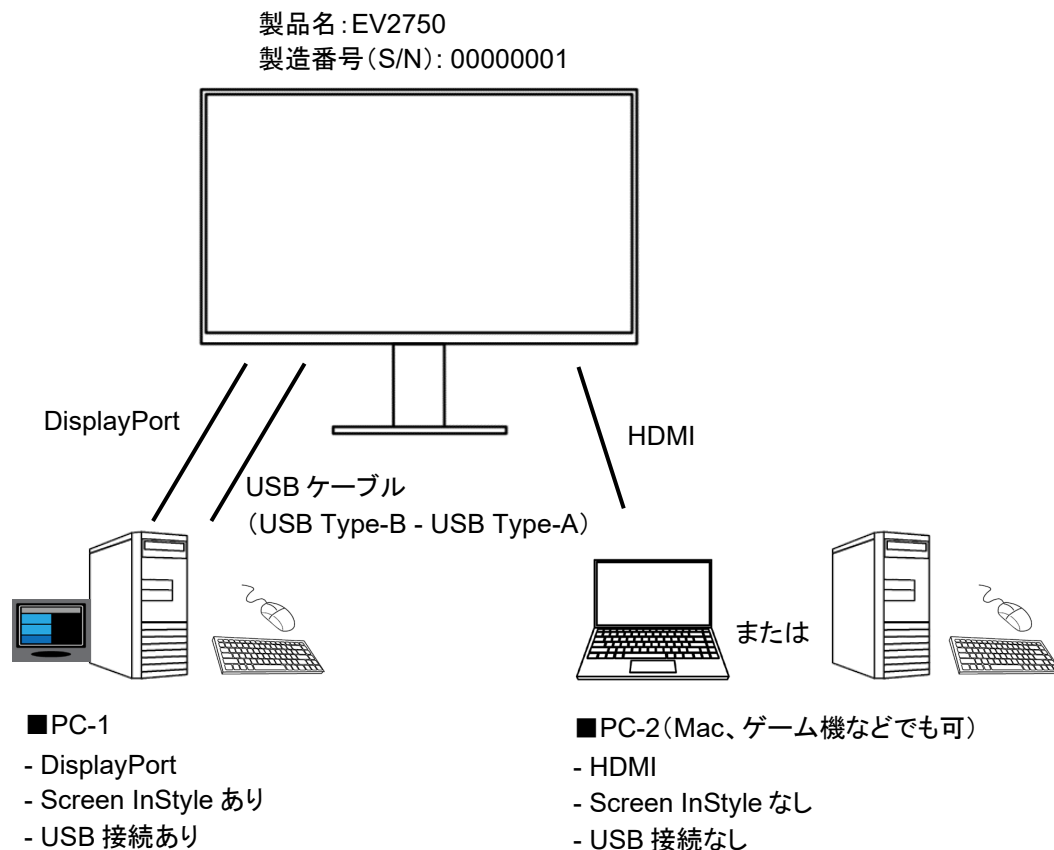 製品名：EV2750
製造番号（S/N）： 00000001
DisplayPort
HDMI
USB ケーブル
（USB Type-B - USB Type-A）
または
■PC-1
- DisplayPort
- Screen InStyle あり
- USB 接続あり
■PC-2（Mac、ゲーム機などでも可）
- HDMI
- Screen InStyle なし
- USB 接続なし